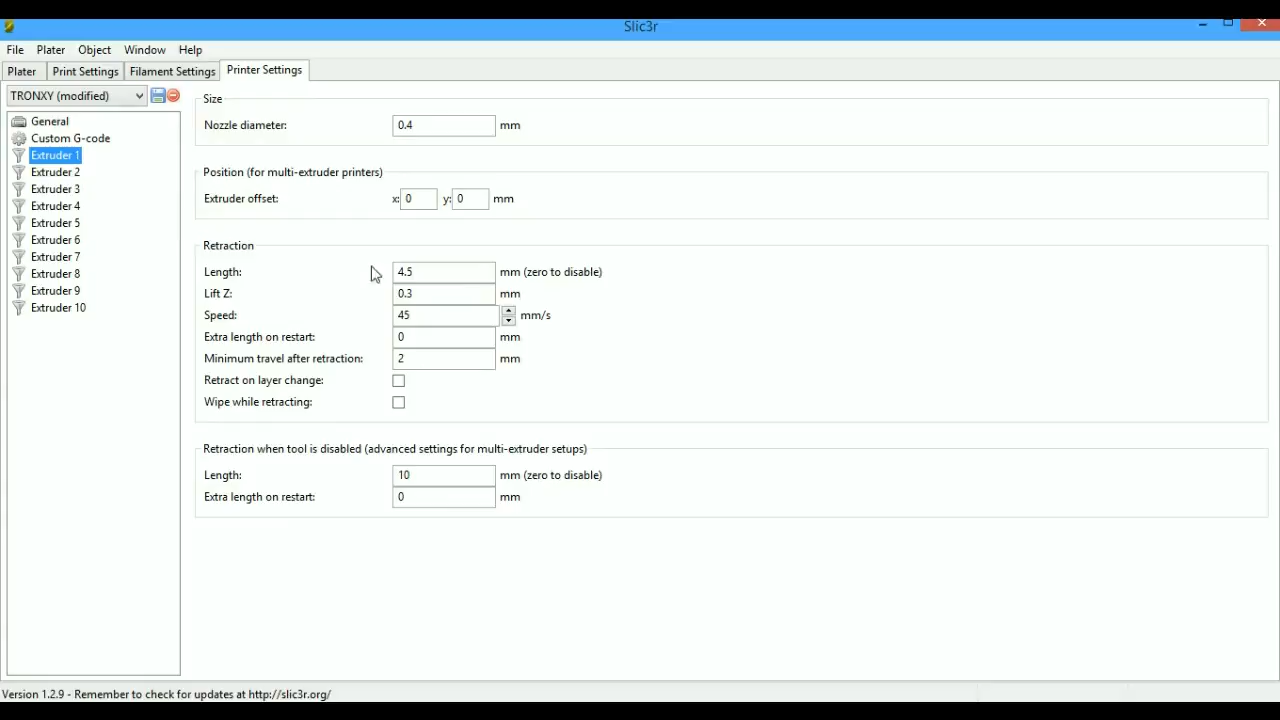 Slic3r
File Plater Object Window Help
Plater Print Settings Filament Settings Printer Settings
TRONXY (modified)
General
Custom G-code
Extruder 1
Extruder 2
Extruder 3
Extruder 4
Extruder 5
Extruder 6
Extruder 7
Extruder 8
Extruder 9
Extruder 10
Size
Nozzle diameter: 0.4 mm
Position (for multi-extruder printers)
Extruder offset: x: 0 y: 0 mm
Retraction
Length: 4.5 mm (zero to disable)
Lift Z: 0.3 mm
Speed: 45 mm/s
Extra length on restart: 0 mm
Minimum travel after retraction: 2 mm
Retract on layer change:
Wipe while retracting:
Retraction when tool is disabled (advanced settings for multi-extruder setups)
Length: 10 mm (zero to disable)
Extra length on restart: 0 mm
Version 1.2.9 - Remember to check for updates at http://slic3r.org/